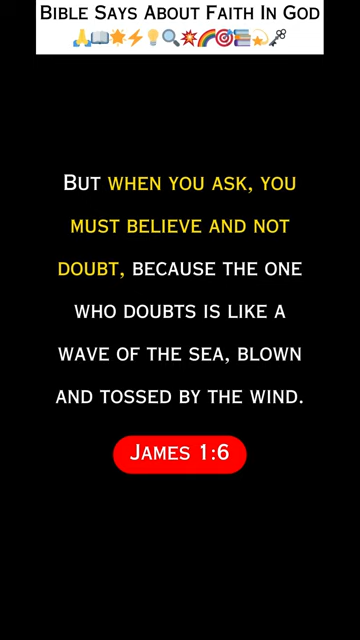 Bible Says About Faith In God
🙏📖🌟⚡💡🔍💥🌈🎯📚💫🗝
But when you ask, you
must believe and not
doubt, because the one
who doubts is like a
wave of the sea, blown
and tossed by the wind.
James 1:6